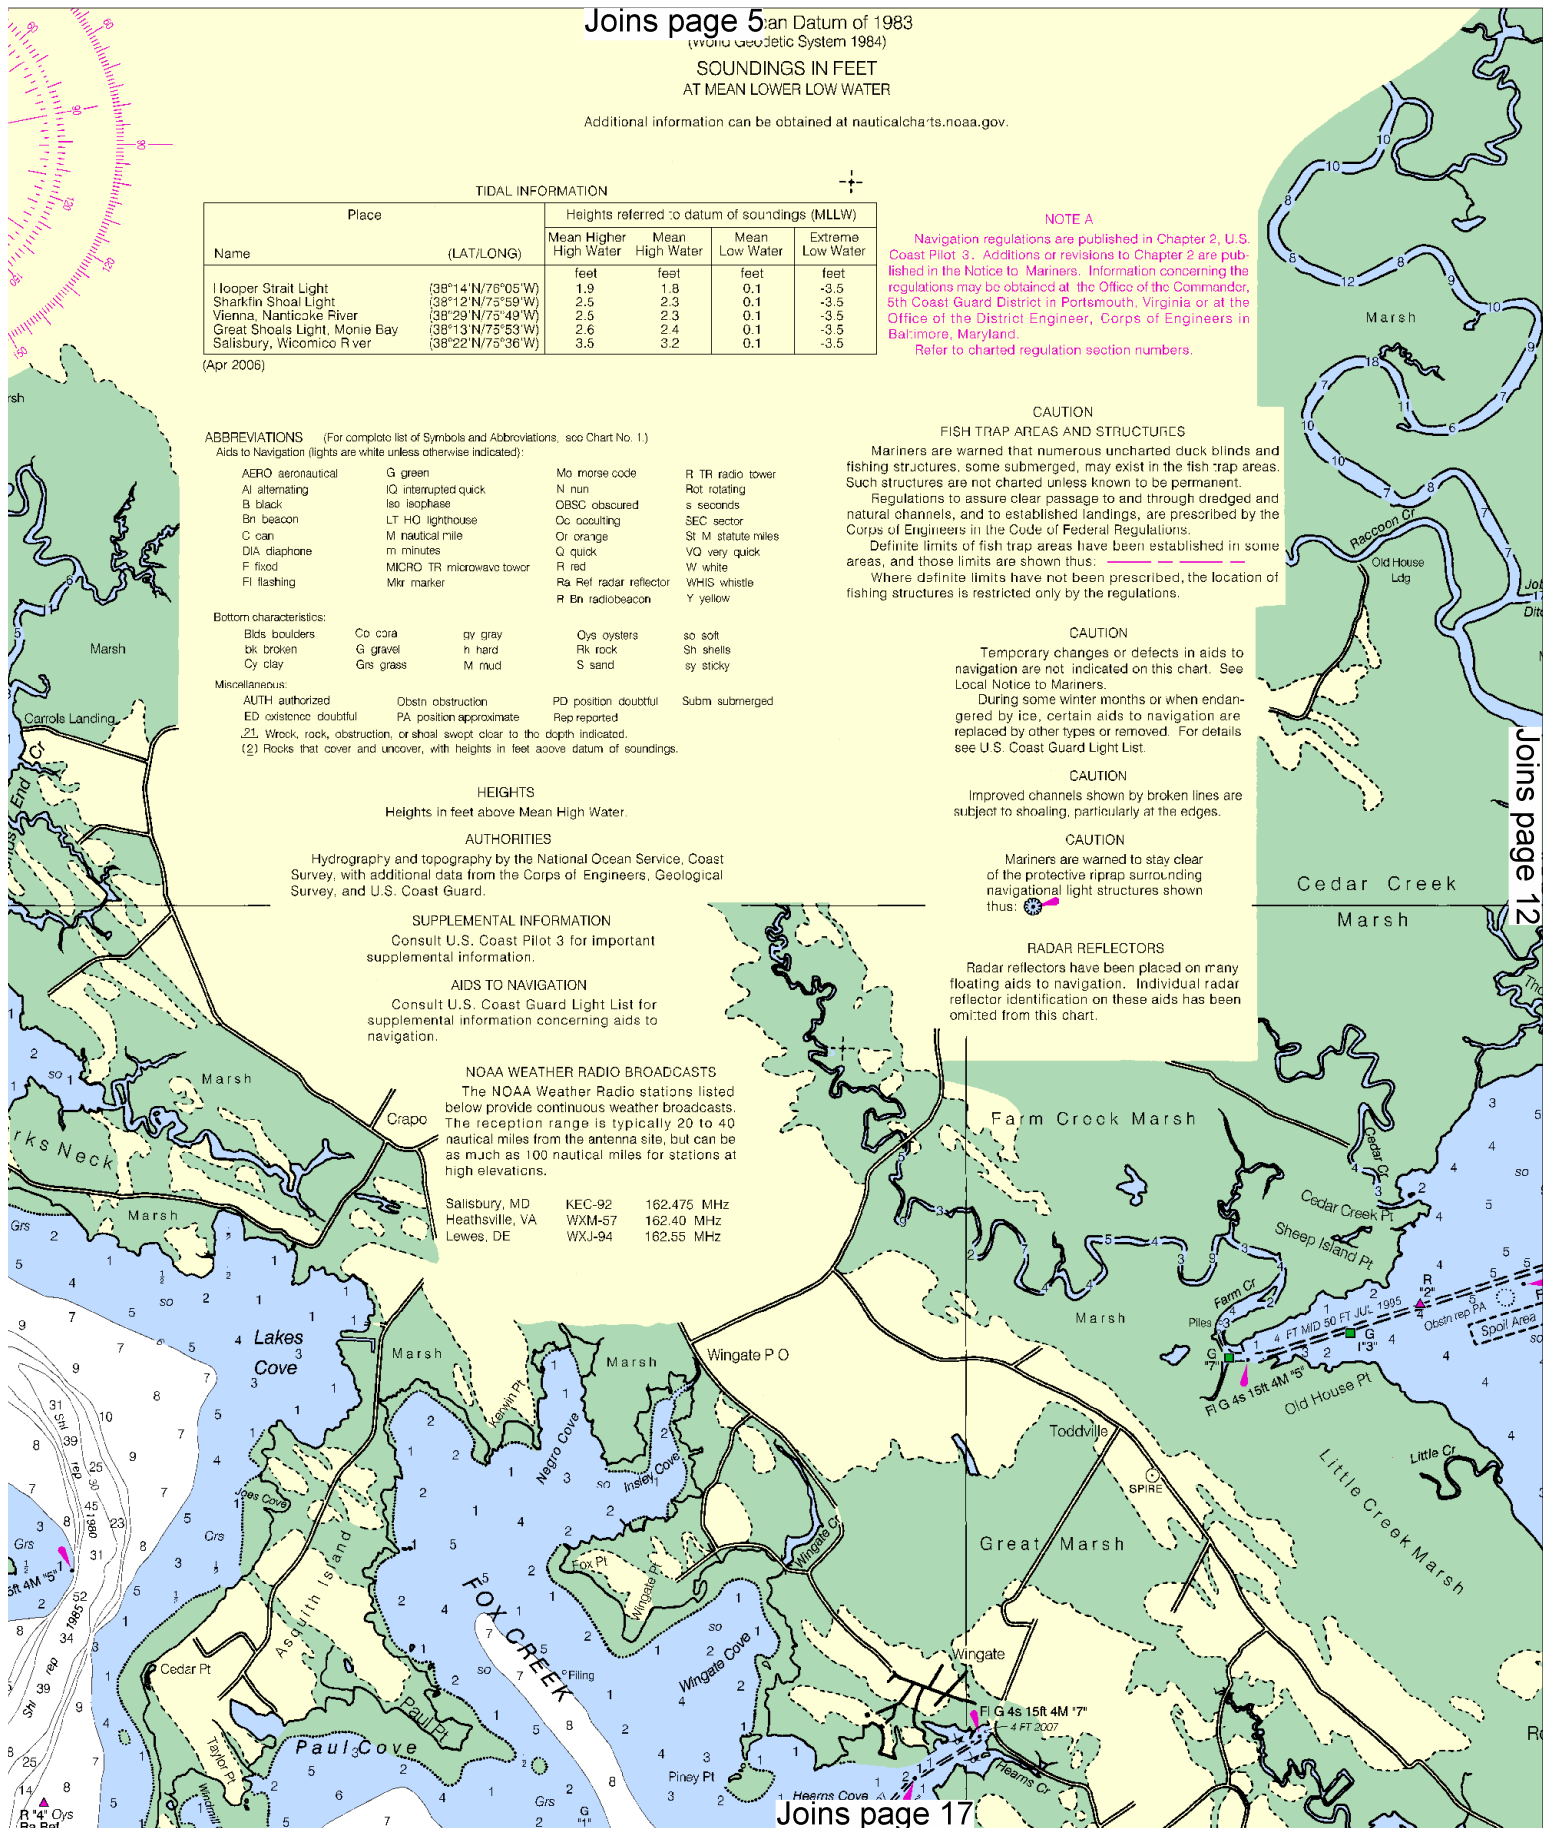 Joins page 5
can Datum of 1983
(World Geodetic System 1984)
SOUNDINGS IN FEET
AT MEAN LOWER LOW WATER
Additional information can be obtained at nauticalcharts.noaa.gov.
TIDAL INFORMATION
Place
Heights referred to datum of soundings (MLLW)
Name (LAT/LONG) Mean Higher High Water Mean High Water Mean Low Water Extreme Low Water
feet feet feet feet
Hooper Strait Light (38°14'N/76°05'W) 1.9 1.8 0.1 -3.5
Sharkfin Shoal Light (38°12'N/75°59'W) 2.5 2.3 0.1 -3.5
Vienna, Nanticoke River (38°29'N/75°49'W) 2.5 2.3 0.1 -3.5
Great Shoals Light, Monie Bay (38°13'N/75°53'W) 2.6 2.4 0.1 -3.5
Salisbury, Wicomico River (38°22'N/75°36'W) 3.5 3.2 0.1 -3.5
(Apr 2006)
NOTE A
Navigation regulations are published in Chapter 2, U.S.
Coast Pilot 3. Additions or revisions to Chapter 2 are pub-
lished in the Notice to Mariners. Information concerning the
regulations may be obtained at the Office of the Commander,
5th Coast Guard District in Portsmouth, Virginia or at the
Office of the District Engineer, Corps of Engineers in
Baltimore, Maryland.
Refer to charted regulation section numbers.
ABBREVIATIONS (For complete list of Symbols and Abbreviations, see Chart No. 1.)
Aids to Navigation (lights are white unless otherwise indicated):
AERO aeronautical G green Mo morse code R TR radio tower
Al alternating IQ interrupted quick N nun Rot rotating
B black Iso isophase OBSC obscured s seconds
Bn beacon LT HO lighthouse Oc occulting SEC sector
C can M nautical mile Or orange St M statute miles
DIA diaphone m minutes Q quick VQ very quick
F fixed MICRO TR microwave tower R red W white
Fl flashing Mkr marker Ra Ref radar reflector WHIS whistle
R Bn radiobeacon Y yellow
Bottom characteristics:
Blds boulders Co coral gy gray Oys oysters so soft
bk broken G gravel h hard Rk rock Sh shells
Cy clay Grs grass M mud S sand sy sticky
Miscellaneous:
AUTH authorized Obstn obstruction PD position doubtful Subm submerged
ED existence doubtful PA position approximate Rep reported
21 Wreck, rock, obstruction, or shoal swept clear to the depth indicated.
(2) Rocks that cover and uncover, with heights in feet above datum of soundings.
CAUTION
FISH TRAP AREAS AND STRUCTURES
Mariners are warned that numerous uncharted duck blinds and
fishing structures, some submerged, may exist in the fish trap areas.
Such structures are not charted unless known to be permanent.
Regulations to assure clear passage to and through dredged and
natural channels, and to established landings, are prescribed by the
Corps of Engineers in the Code of Federal Regulations.
Definite limits of fish trap areas have been established in some
areas, and those limits are shown thus:
Where definite limits have not been prescribed, the location of
fishing structures is restricted only by the regulations.
CAUTION
Temporary changes or defects in aids to
navigation are not indicated on this chart. See
Local Notice to Mariners.
During some winter months or when endan-
gered by ice, certain aids to navigation are
replaced by other types or removed. For details
see U.S. Coast Guard Light List.
CAUTION
Improved channels shown by broken lines are
subject to shoaling, particularly at the edges.
CAUTION
Mariners are warned to stay clear
of the protective riprap surrounding
navigational light structures shown
thus:
RADAR REFLECTORS
Radar reflectors have been placed on many
floating aids to navigation. Individual radar
reflector identification on these aids has been
omitted from this chart.
HEIGHTS
Heights in feet above Mean High Water.
AUTHORITIES
Hydrography and topography by the National Ocean Service, Coast
Survey, with additional data from the Corps of Engineers, Geological
Survey, and U.S. Coast Guard.
SUPPLEMENTAL INFORMATION
Consult U.S. Coast Pilot 3 for important
supplemental information.
AIDS TO NAVIGATION
Consult U.S. Coast Guard Light List for
supplemental information concerning aids to
navigation.
NOAA WEATHER RADIO BROADCASTS
The NOAA Weather Radio stations listed
below provide continuous weather broadcasts.
The reception range is typically 20 to 40
nautical miles from the antenna site, but can be
as much as 100 nautical miles for stations at
high elevations.
Salisbury, MD KEC-92 162.475 MHz
Heathsville, VA WXM-57 162.40 MHz
Lewes, DE WXJ-94 162.55 MHz
Marsh
Raccoon Cr
Old House
Ldg
Joins page 12
Cedar Creek
Marsh
Marsh
Carrols Landing
Marsh
Crapo
Marsh
Farm Creek Marsh
Cedar Cr
Cedar Creek Pt
Sheep Island Pt
Farm Cr
Marsh
Piles
R "2"
4 FT MID 50 FT JUL 1985
Obstn rep PA
Spoil Area
G "3"
G "7"
Fl G 4s 15ft 4M "5"
Old House Pt
Little Cr
Little Creek Marsh
Lakes
Cove
Marsh
Kerwin Pt
Marsh
Negro Cove
Insley Cove
Wingate P O
Toddville
SPIRE
Great Marsh
Wingate Cr
Fox Pt
Wingate Pt
Joes Cove
Asquith Island
FOX CREEK
Piling
Wingate Cove
Wingate
Fl G 4s 15ft 4M "7"
4 FT 2007
Hearns Cr
Hearns Cove
Piney Pt
Cedar Pt
Paul Pt
Paul Cove
Taylor Pt
Shl rep 1980
Shl rep 1985
Grs
G "1"
R "4" Oys
Ra Ref
Joins page 17